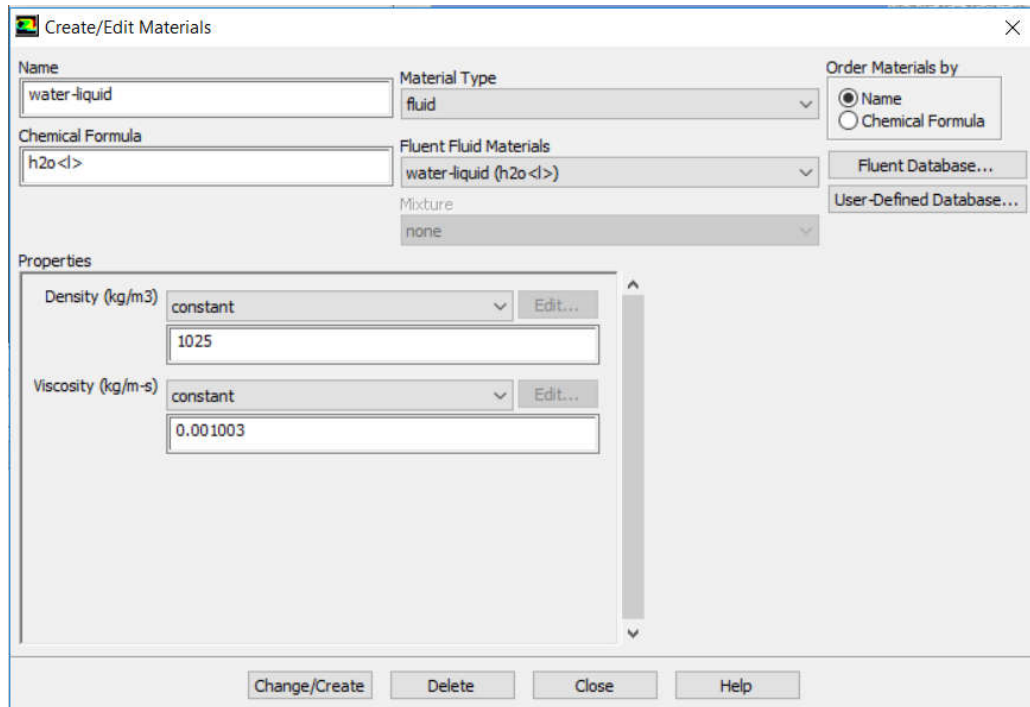 Create/Edit Materials
Name
water-liquid
Chemical Formula
h2o<l>
Material Type
fluid
Fluent Fluid Materials
water-liquid (h2o<l>)
Mixture
none
Order Materials by
Name
Chemical Formula
Fluent Database...
User-Defined Database...
Properties
Density (kg/m3) constant Edit...
1025
Viscosity (kg/m-s) constant Edit...
0.001003
Change/Create Delete Close Help